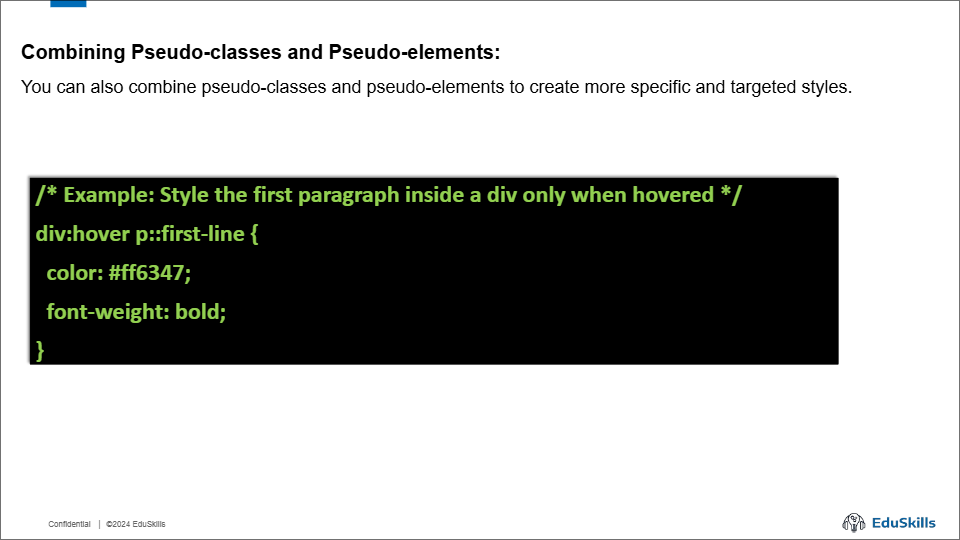 Combining Pseudo-classes and Pseudo-elements:
You can also combine pseudo-classes and pseudo-elements to create more specific and targeted styles.
/* Example: Style the first paragraph inside a div only when hovered */
div:hover p::first-line {
  color: #ff6347;
  font-weight: bold;
}
Confidential | ©2024 EduSkills
EduSkills